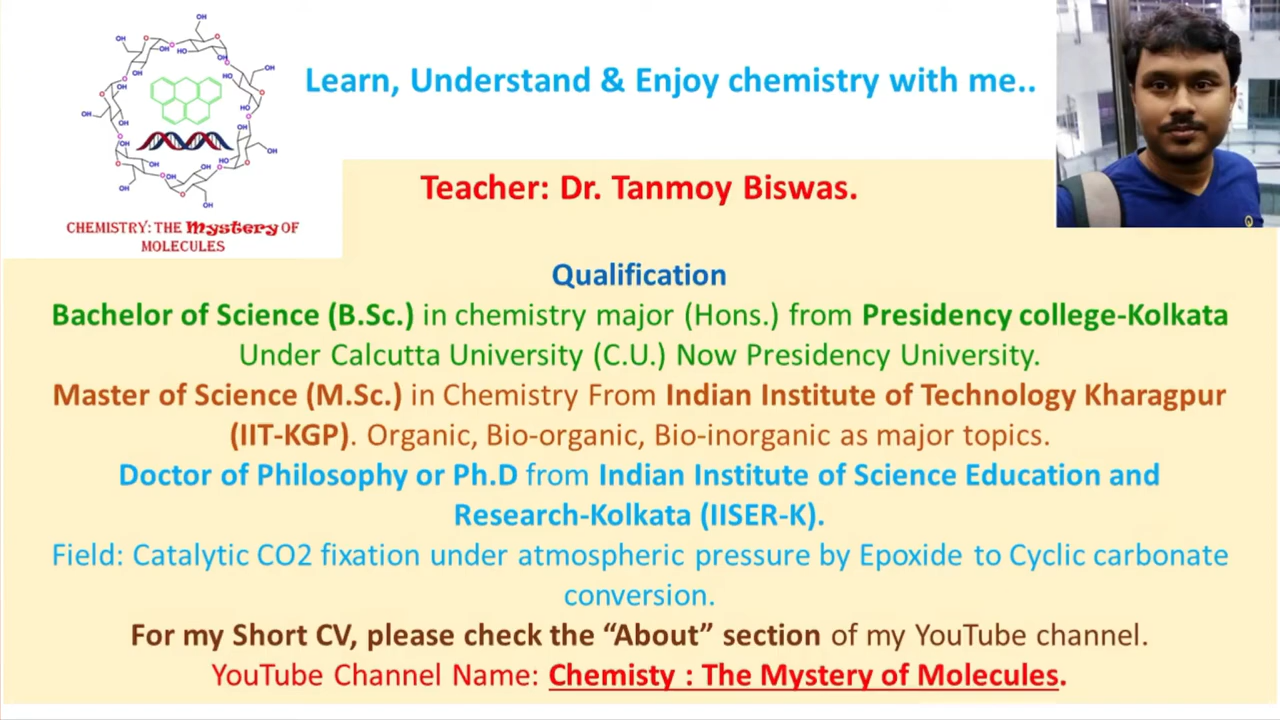 Learn, Understand & Enjoy chemistry with me..
CHEMISTRY: THE Mystery OF
MOLECULES
Teacher: Dr. Tanmoy Biswas.
Qualification
Bachelor of Science (B.Sc.) in chemistry major (Hons.) from Presidency college-Kolkata
Under Calcutta University (C.U.) Now Presidency University.
Master of Science (M.Sc.) in Chemistry From Indian Institute of Technology Kharagpur
(IIT-KGP). Organic, Bio-organic, Bio-inorganic as major topics.
Doctor of Philosophy or Ph.D from Indian Institute of Science Education and
Research-Kolkata (IISER-K).
Field: Catalytic CO2 fixation under atmospheric pressure by Epoxide to Cyclic carbonate
conversion.
For my Short CV, please check the “About” section of my YouTube channel.
YouTube Channel Name: Chemisty : The Mystery of Molecules.